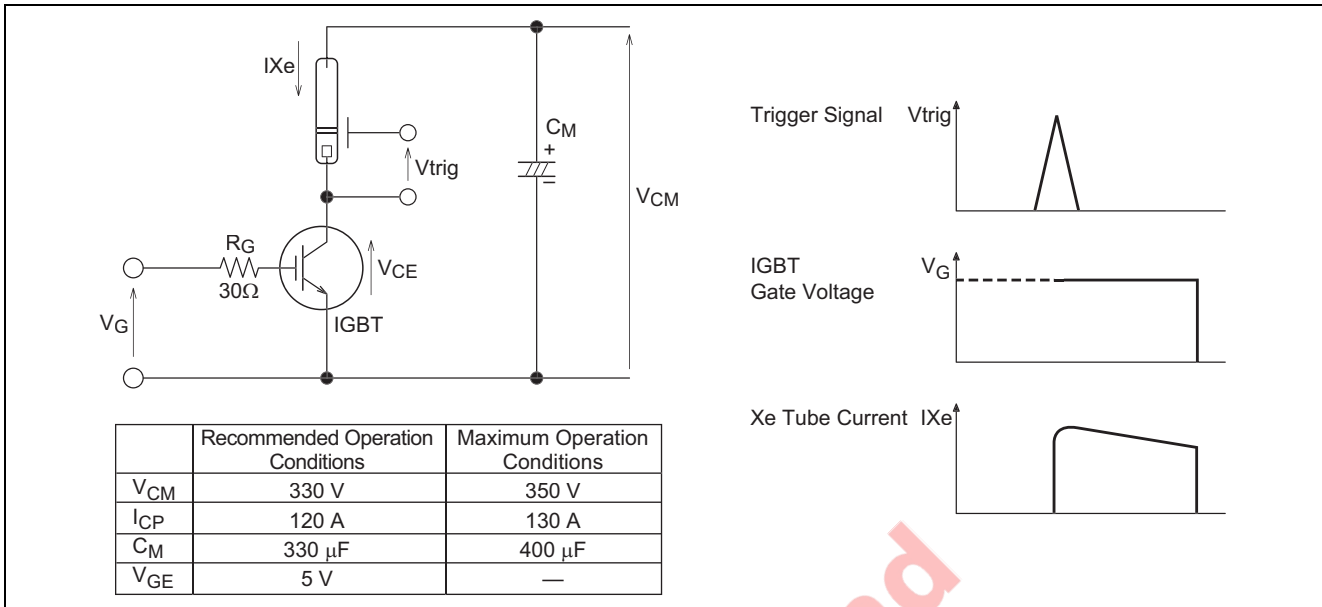 IXe
Vtrig
CM
+
VCM
RG
30Ω
VCE
VG
IGBT
Recommended Operation Conditions
Maximum Operation Conditions
VCM 330 V 350 V
ICP 120 A 130 A
CM 330 μF 400 μF
VGE 5 V —
Trigger Signal Vtrig
IGBT VG
Gate Voltage
Xe Tube Current IXe